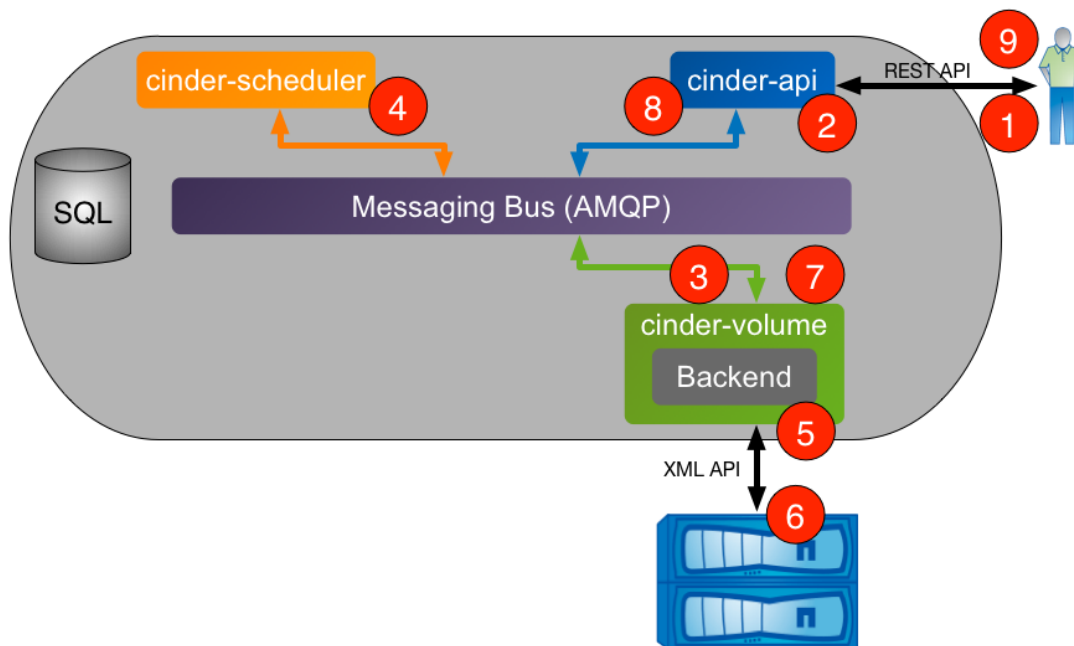 9
cinder-scheduler
cinder-api
REST API
4
8
2
1
SQL
Messaging Bus (AMQP)
3
7
cinder-volume
Backend
5
XML API
6